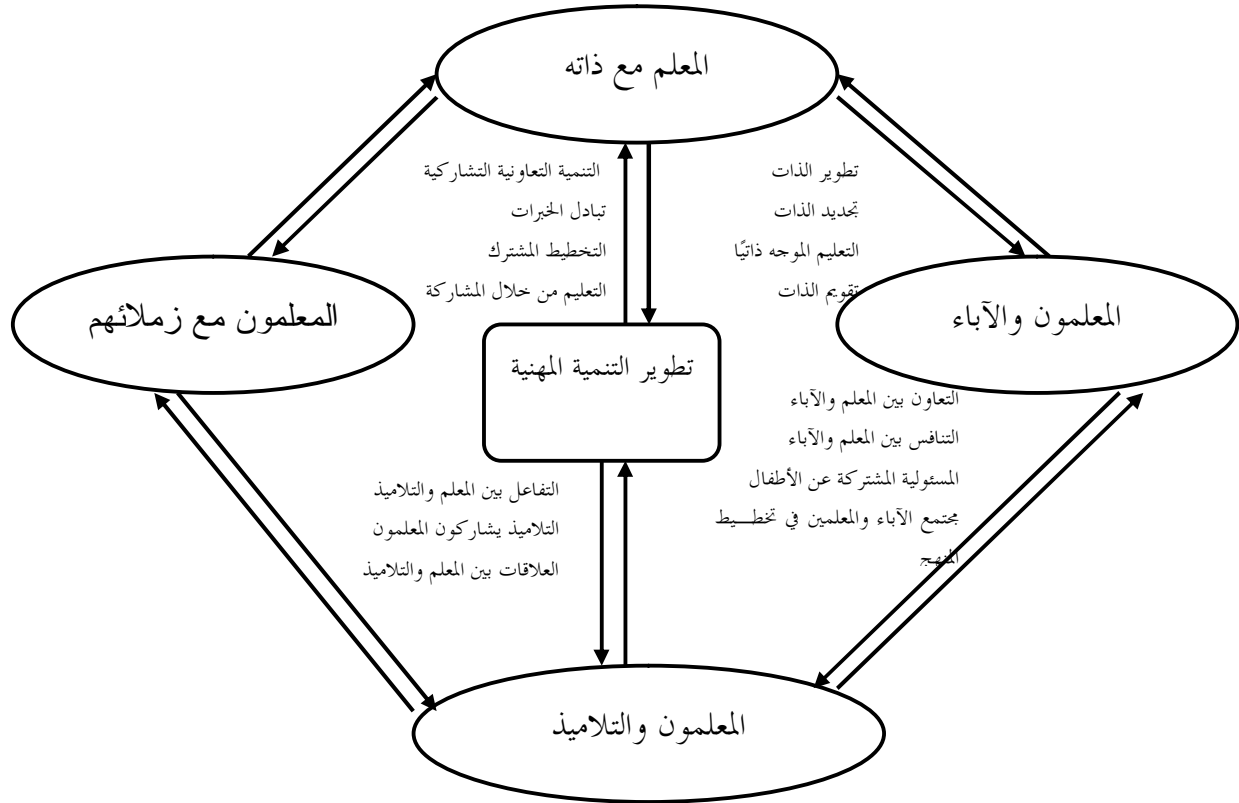 المعلم مع ذاته
تطوير الذات
تجديد الذات
التعليم الموجه ذاتيًا
تقويم الذات
التنمية التعاونية التشاركية
تبادل الخبرات
التخطيط المشترك
التعليم من خلال المشاركة
المعلمون والآباء
المعلمون مع زملائهم
تطوير التنمية المهنية
التعاون بين المعلم والآباء
التنافس بين المعلم والآباء
المسئولية المشتركة عن الأطفال
مجتمع الآباء والمعلمين في تخطـــيط
المنهج
التفاعل بين المعلم والتلاميذ
التلاميذ يشاركون المعلمون
العلاقات بين المعلم والتلاميذ
المعلمون والتلاميذ